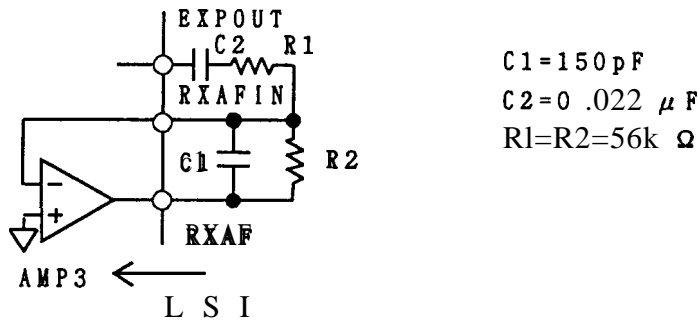 EXPOUT
C2 R1
RXAFIN
C1 R2
- 
+
RXAF
AMP3
L S I
C1=150pF
C2=0 .022 μF
Rl=R2=56k Ω